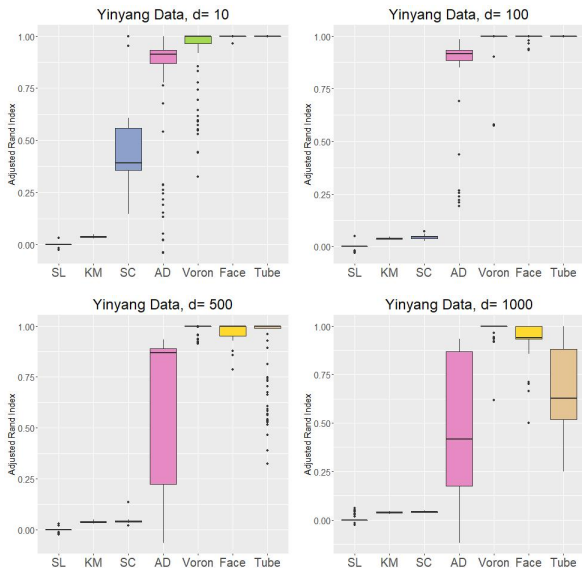 Yinyang Data, d= 10
Adjusted Rand Index
1.00
0.75
0.50
0.25
0.00
SL KM SC AD Voron Face Tube
Yinyang Data, d= 100
Adjusted Rand Index
1.00
0.75
0.50
0.25
0.00
SL KM SC AD Voron Face Tube
Yinyang Data, d= 500
Adjusted Rand Index
1.00
0.75
0.50
0.25
0.00
SL KM SC AD Voron Face Tube
Yinyang Data, d= 1000
Adjusted Rand Index
1.00
0.75
0.50
0.25
0.00
SL KM SC AD Voron Face Tube